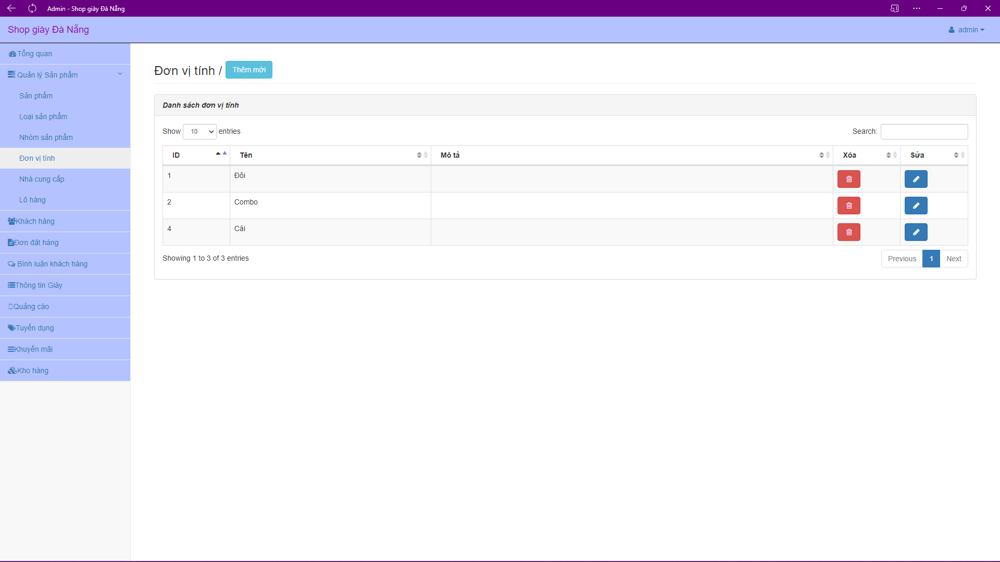 Admin - Shop giày Đà Nẵng
Shop giày Đà Nẵng
admin
Tổng quan
Quản lý Sản phẩm
Sản phẩm
Loại sản phẩm
Nhóm sản phẩm
Đơn vị tính
Nhà cung cấp
Lô hàng
Khách hàng
Đơn đặt hàng
Bình luận khách hàng
Thông tin Giày
Quảng cáo
Tuyển dụng
Khuyến mãi
Kho hàng
Đơn vị tính / Thêm mới
Danh sách đơn vị tính
Show 10 entries
Search:
ID Tên Mô tả Xóa Sửa
1 Đôi
2 Combo
4 Cái
Showing 1 to 3 of 3 entries
Previous 1 Next